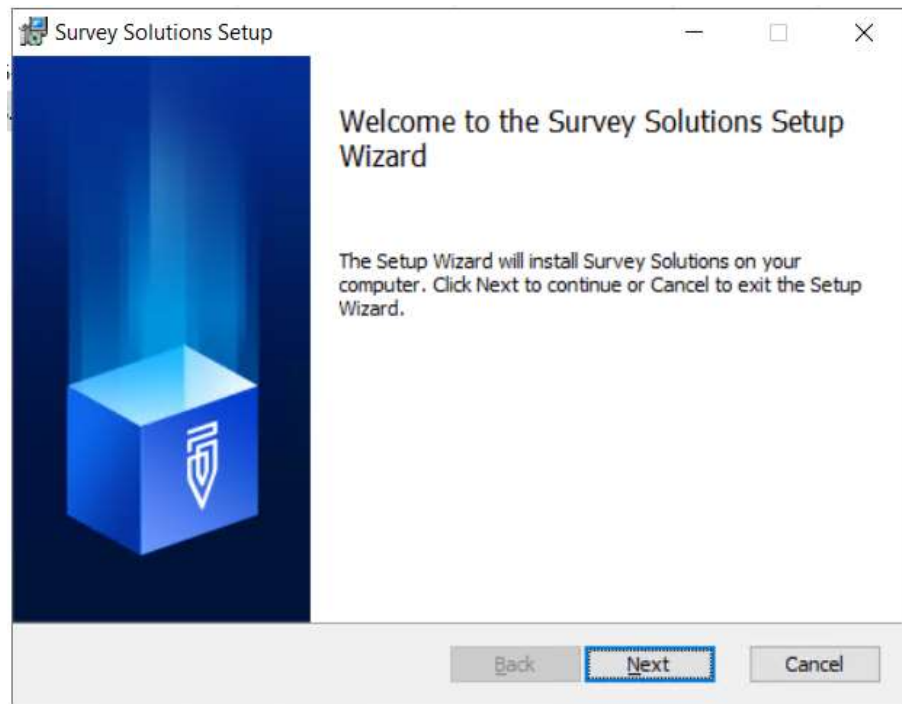 Survey Solutions Setup
Welcome to the Survey Solutions Setup
Wizard
The Setup Wizard will install Survey Solutions on your
computer. Click Next to continue or Cancel to exit the Setup
Wizard.
Back
Next
Cancel